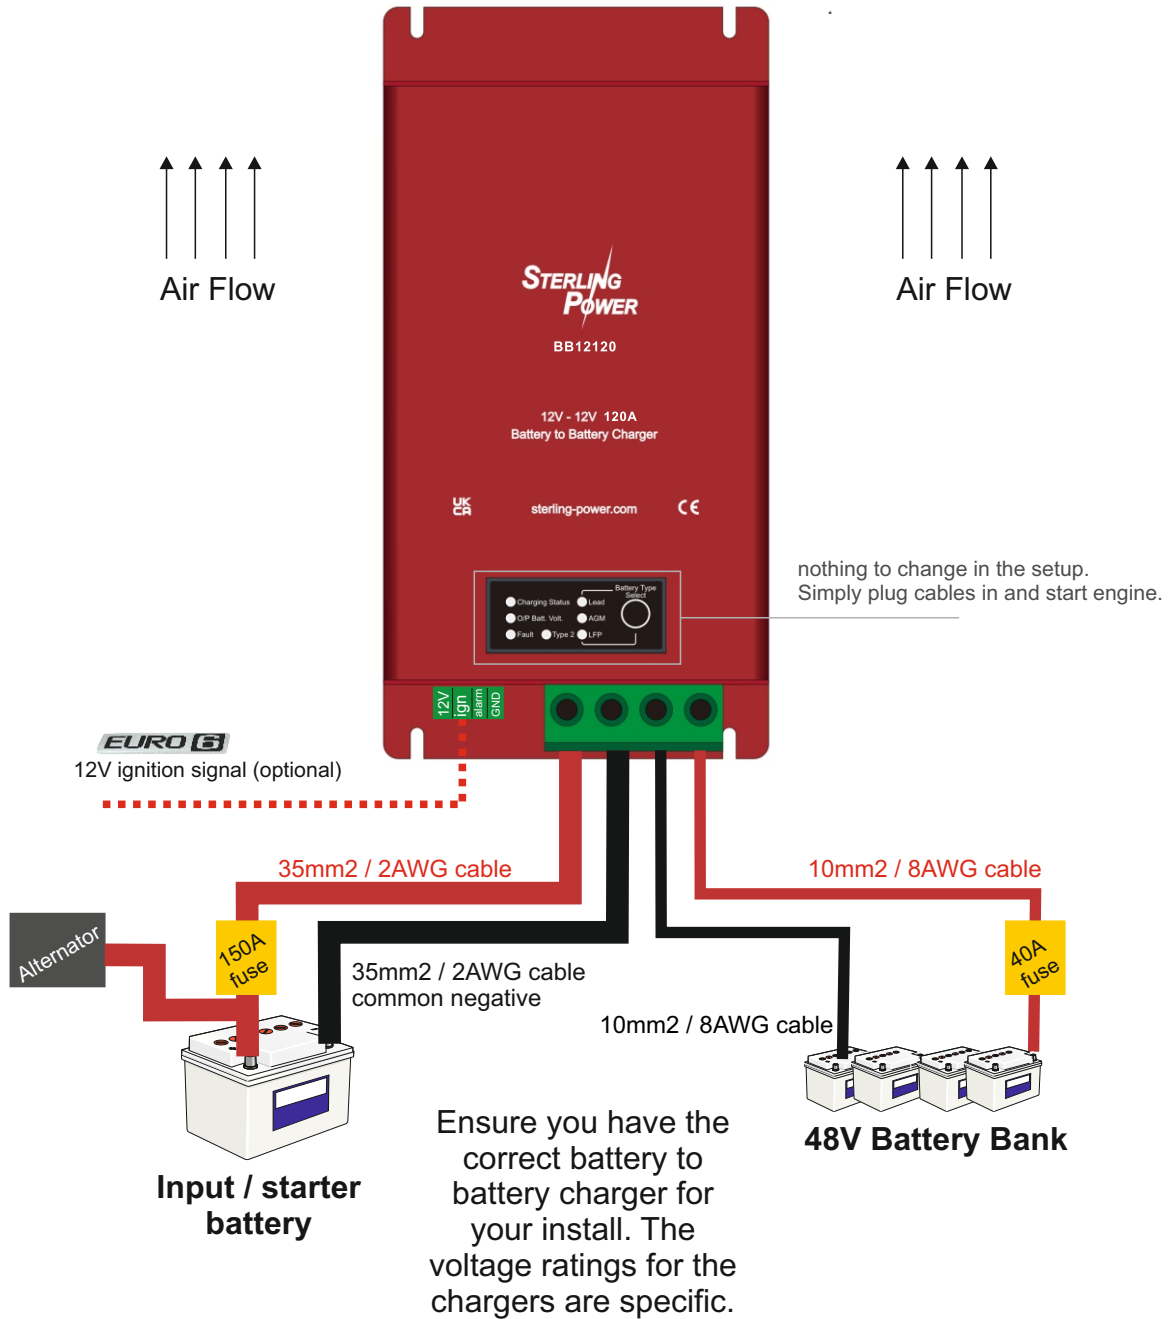 STERLING
POWER
BB12120
12V - 12V 120A
Battery to Battery Charger
UK
CA
sterling-power.com
CE
Air Flow
Air Flow
nothing to change in the setup.
Simply plug cables in and start engine.
Battery Type
Select
Charging Status
Lead
O/P Batt. Volt.
AGM
Fault
Type 2
LFP
12V
ign
alarm
GND
EURO 6
12V ignition signal (optional)
35mm2 / 2AWG cable
10mm2 / 8AWG cable
Alternator
150A
fuse
40A
fuse
35mm2 / 2AWG cable
common negative
10mm2 / 8AWG cable
48V Battery Bank
Input / starter
battery
Ensure you have the
correct battery to
battery charger for
your install. The
voltage ratings for the
chargers are specific.